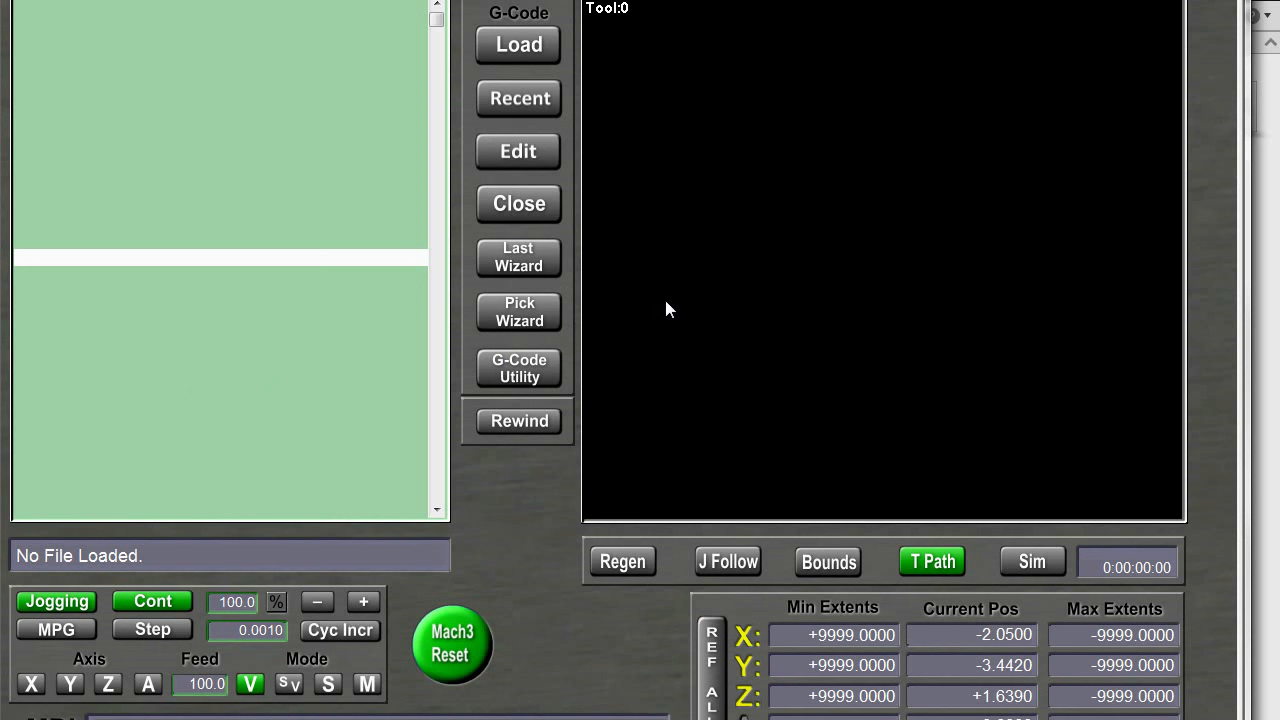 G-Code
Load
Recent
Edit
Close
Last
Wizard
Pick
Wizard
G-Code
Utility
Rewind
Tool:0
No File Loaded.
Regen J Follow Bounds T Path Sim 0:00:00:00
Jogging Cont 100.0 % − +
MPG Step 0.0010 Cyc Incr
Axis Feed Mode
X Y Z A 100.0 V S V S M
Mach3
Reset
REF ALL
Min Extents Current Pos Max Extents
X: +9999.0000 -2.0500 -9999.0000
Y: +9999.0000 -3.4420 -9999.0000
Z: +9999.0000 +1.6390 -9999.0000